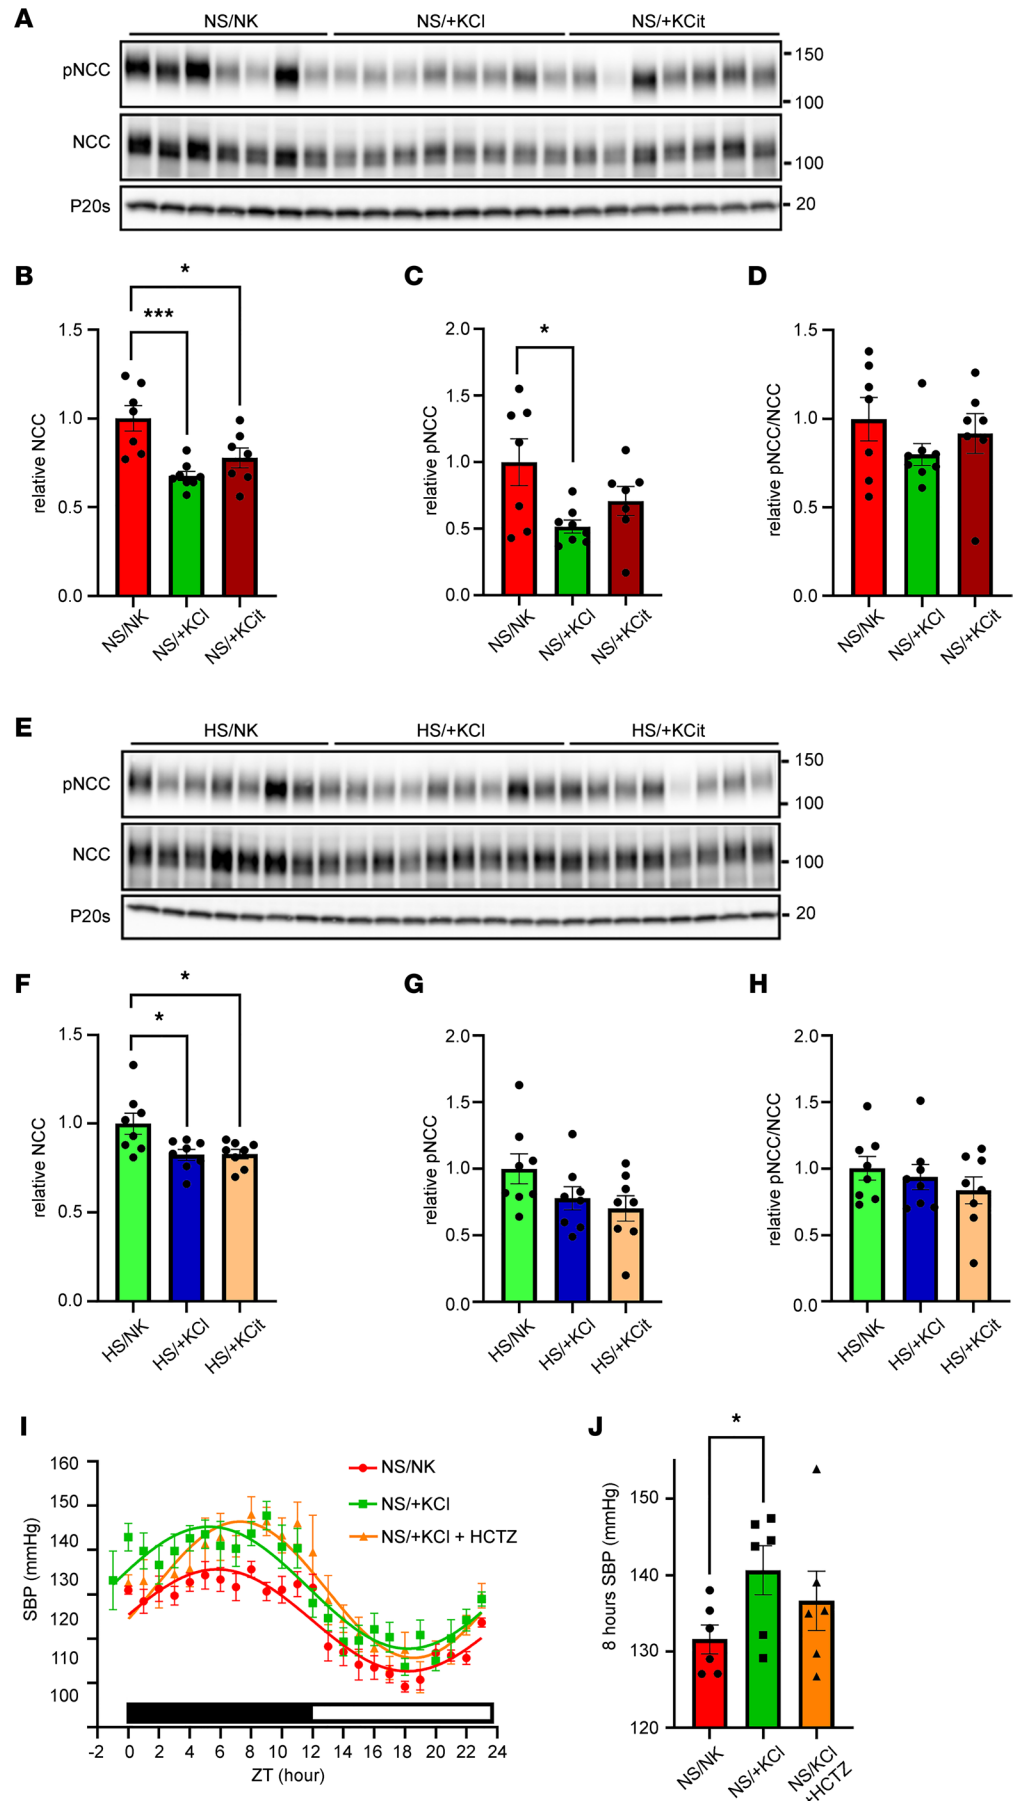 A
NS/NK NS/+KCl NS/+KCit
pNCC 150
100
NCC 100
P20s 20
B C D
* *** *
1.5
1.0
0.5
0.0
relative NCC
NS/NK NS/+KCl NS/+KCit
2.0
1.5
1.0
0.5
0.0
relative pNCC
NS/NK NS/+KCl NS/+KCit
1.5
1.0
0.5
0.0
relative pNCC/NCC
NS/NK NS/+KCl NS/+KCit
E
HS/NK HS/+KCl HS/+KCit
pNCC 150
100
NCC 100
P20s 20
F G H
* *
1.5
1.0
0.5
0.0
relative NCC
HS/NK HS/+KCl HS/+KCit
2.0
1.5
1.0
0.5
0.0
relative pNCC
HS/NK HS/+KCl HS/+KCit
2.0
1.5
1.0
0.5
0.0
relative pNCC/NCC
HS/NK HS/+KCl HS/+KCit
I
160
150
140
130
120
110
100
SBP (mmHg)
NS/NK
NS/+KCl
NS/+KCl + HCTZ
-2 0 2 4 6 8 10 12 14 16 18 20 22 24
ZT (hour)
J
*
150
140
130
120
8 hours SBP (mmHg)
NS/NK NS/+KCl NS/KCl
+HCTZ